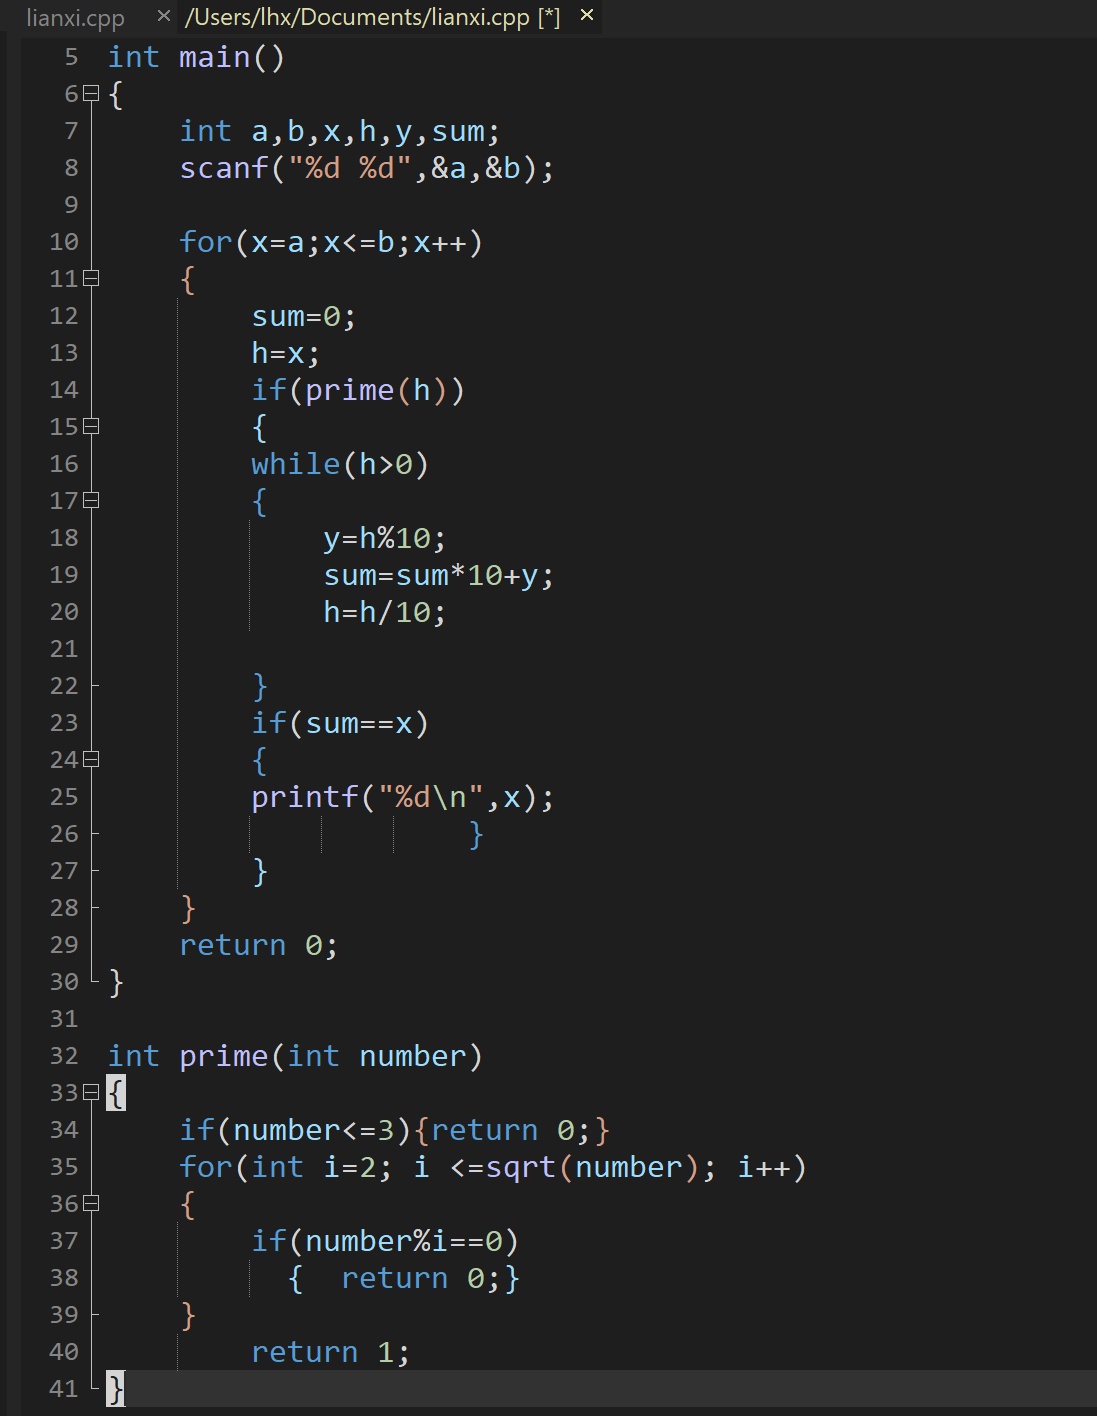 lianxi.cpp × /Users/lhx/Documents/lianxi.cpp [*] ×
5 int main()
6 {
7 int a,b,x,h,y,sum;
8 scanf("%d %d",&a,&b);
9
10 for(x=a;x<=b;x++)
11 {
12 sum=0;
13 h=x;
14 if(prime(h))
15 {
16 while(h>0)
17 {
18 y=h%10;
19 sum=sum*10+y;
20 h=h/10;
21
22 }
23 if(sum==x)
24 {
25 printf("%d\n",x);
26 }
27 }
28 }
29 return 0;
30 }
31
32 int prime(int number)
33 {
34 if(number<=3){return 0;}
35 for(int i=2; i <=sqrt(number); i++)
36 {
37 if(number%i==0)
38 {  return 0;}
39 }
40 return 1;
41 }